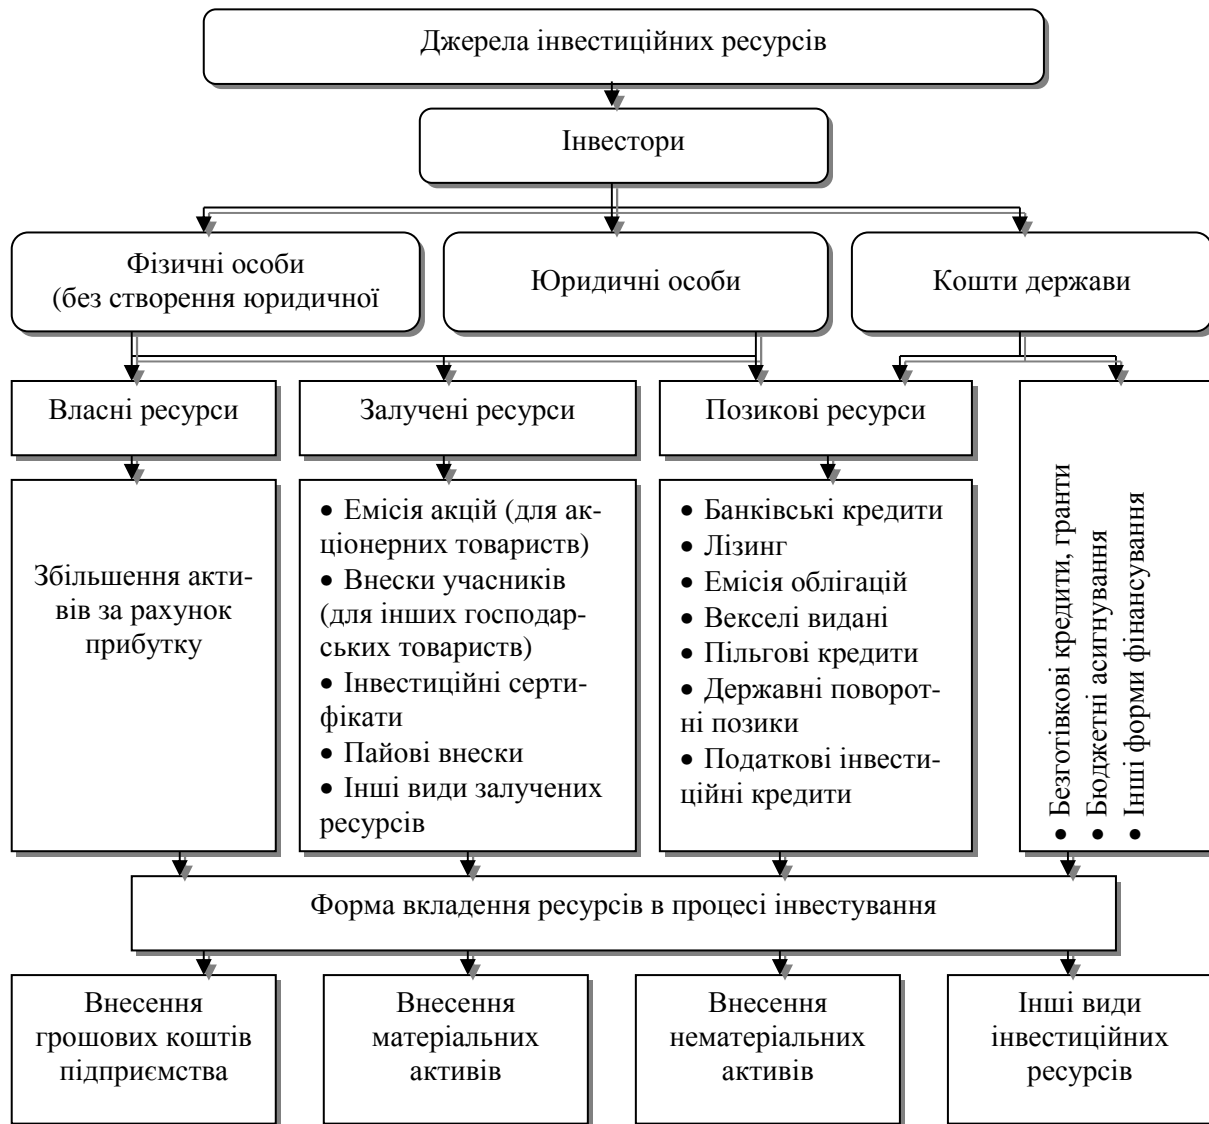 Джерела інвестиційних ресурсів
Інвестори
Фізичні особи
(без створення юридичної
Юридичні особи
Кошти держави
Власні ресурси
Залучені ресурси
Позикові ресурси
Збільшення акти-
вів за рахунок
прибутку
• Емісія акцій (для ак-
ціонерних товариств)
• Внески учасників
(для інших господар-
ських товариств)
• Інвестиційні серти-
фікати
• Пайові внески
• Інші види залучених
ресурсів
• Банківські кредити
• Лізинг
• Емісія облігацій
• Векселі видані
• Пільгові кредити
• Державні поворот-
ні позики
• Податкові інвести-
ційні кредити
• Безготівкові кредити, гранти
• Бюджетні асигнування
• Інші форми фінансування
Форма вкладення ресурсів в процесі інвестування
Внесення
грошових коштів
підприємства
Внесення
матеріальних
активів
Внесення
нематеріальних
активів
Інші види
інвестиційних
ресурсів